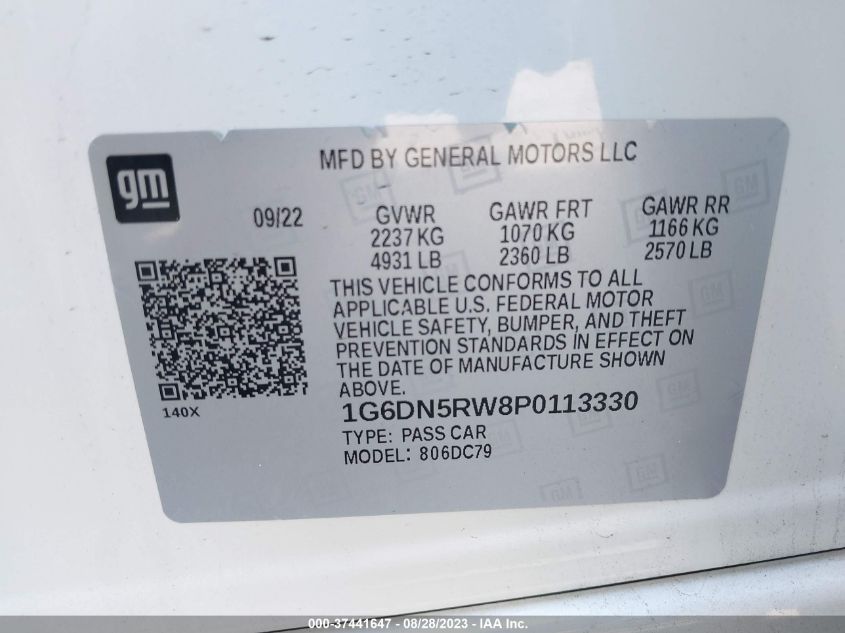 gm
MFD BY GENERAL MOTORS LLC
09/22
GVWR
2237 KG
4931 LB
GAWR FRT
1070 KG
2360 LB
GAWR RR
1166 KG
2570 LB
THIS VEHICLE CONFORMS TO ALL
APPLICABLE U.S. FEDERAL MOTOR
VEHICLE SAFETY, BUMPER, AND THEFT
PREVENTION STANDARDS IN EFFECT ON
THE DATE OF MANUFACTURE SHOWN
ABOVE.
140X
1G6DN5RW8P0113330
TYPE: PASS CAR
MODEL: 806DC79
000-37441647 / 08/28/2023 - IAA Inc.